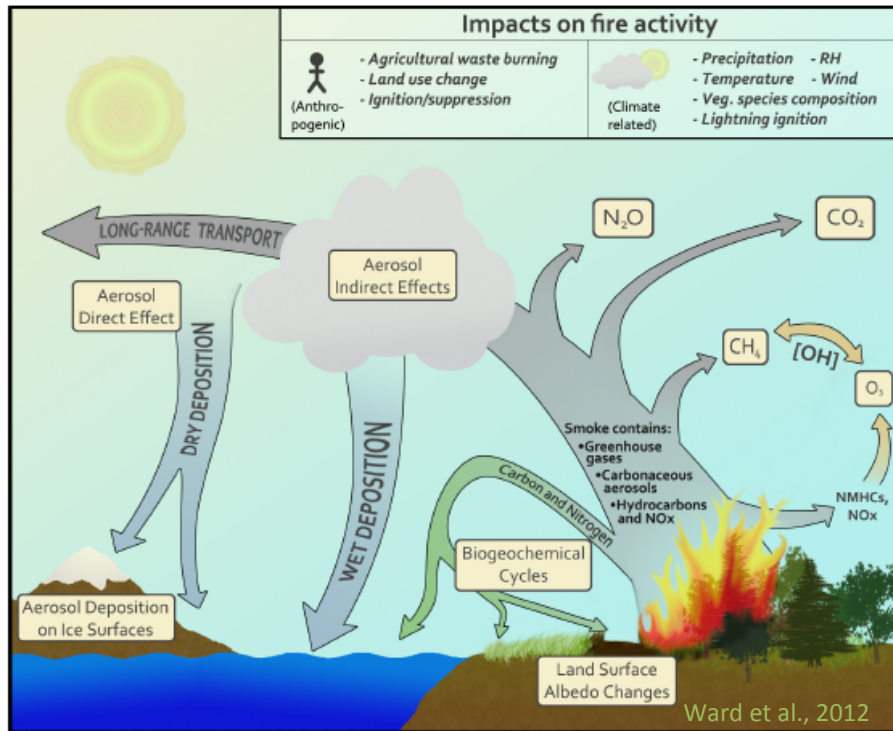 Impacts on fire activity
(Anthro-
pogenic)
- Agricultural waste burning
- Land use change
- Ignition/suppression
(Climate
related)
- Precipitation - RH
- Temperature - Wind
- Veg. species composition
- Lightning ignition
LONG-RANGE TRANSPORT
Aerosol
Indirect Effects
N₂O
CO₂
Aerosol
Direct Effect
CH₄
[OH]
O₃
DRY DEPOSITION
WET DEPOSITION
Smoke contains:
•Greenhouse
gases
•Carbonaceous
aerosols
•Hydrocarbons
and NOx
Carbon and Nitrogen
NMHCs,
NOx
Biogeochemical
Cycles
Aerosol Deposition
on Ice Surfaces
Land Surface
Albedo Changes
Ward et al., 2012